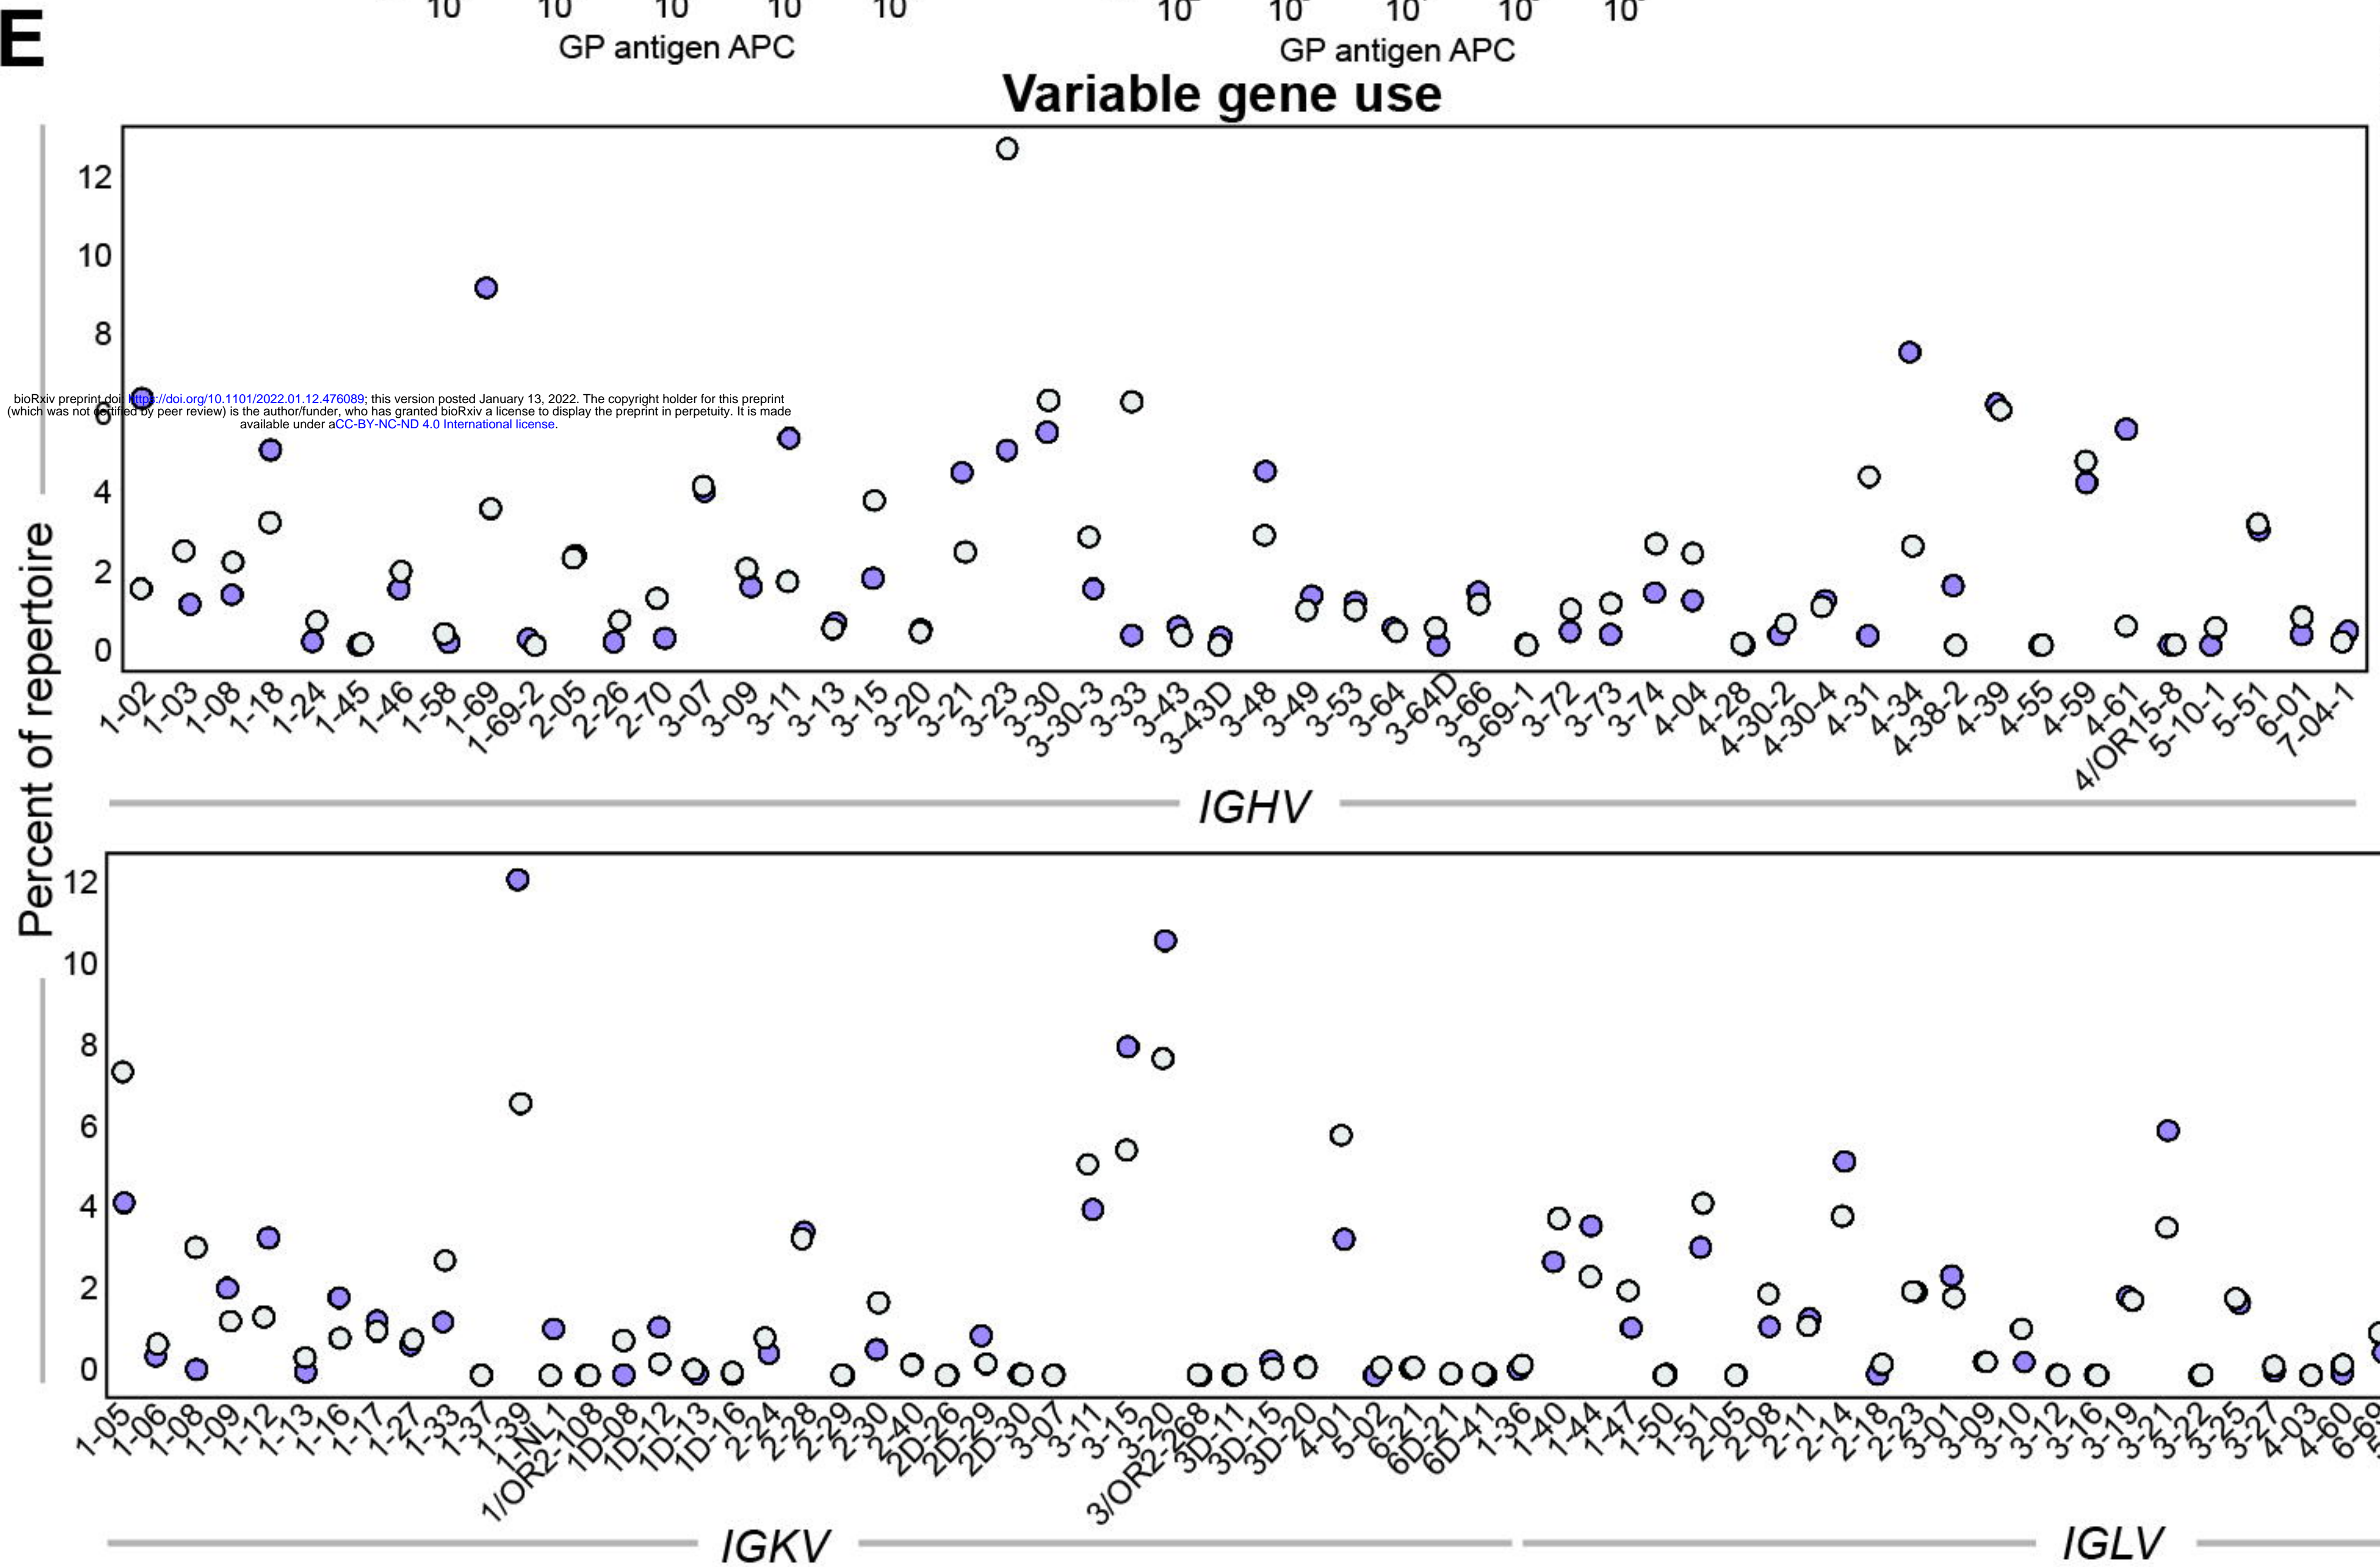 E
10 10 10 10 10
10 10 10 10 10
GP antigen APC
GP antigen APC
Variable gene use
Percent of repertoire
12
10
8
6
4
2
0
bioRxiv preprint doi: https://doi.org/10.1101/2022.01.12.476089; this version posted January 13, 2022. The copyright holder for this preprint
(which was not certified by peer review) is the author/funder, who has granted bioRxiv a license to display the preprint in perpetuity. It is made
available under aCC-BY-NC-ND 4.0 International license.
1-02 1-03 1-08 1-18 1-24 1-45 1-46 1-58 1-69 1-69-2 2-05 2-26 2-70 3-07 3-09 3-11 3-13 3-15 3-20 3-21 3-23 3-30 3-30-3 3-33 3-43 3-43D 3-48 3-49 3-53 3-64 3-64D 3-66 3-69-1 3-72 3-73 3-74 4-04 4-28 4-30-2 4-30-4 4-31 4-34 4-38-2 4-39 4-55 4-59 4-61 4/OR15-8 5-10-1 5-51 6-01 7-04-1
IGHV
12
10
8
6
4
2
0
1-05 1-06 1-08 1-09 1-12 1-13 1-16 1-17 1-27 1-33 1-37 1-39 1-NL1 1/OR2-108 1D-08 1D-12 1D-13 1D-16 2-24 2-28 2-29 2-30 2-40 2D-26 2D-29 2D-30 3-07 3-11 3-15 3-20 3/OR2-268 3D-11 3D-15 3D-20 4-01 5-02 6-21 6D-21 6D-41 1-36 1-40 1-44 1-47 1-50 1-51 2-05 2-08 2-11 2-14 2-18 2-23 3-01 3-09 3-10 3-12 3-16 3-19 3-21 3-22 3-25 3-27 4-03 4-60 4-69
IGKV
IGLV